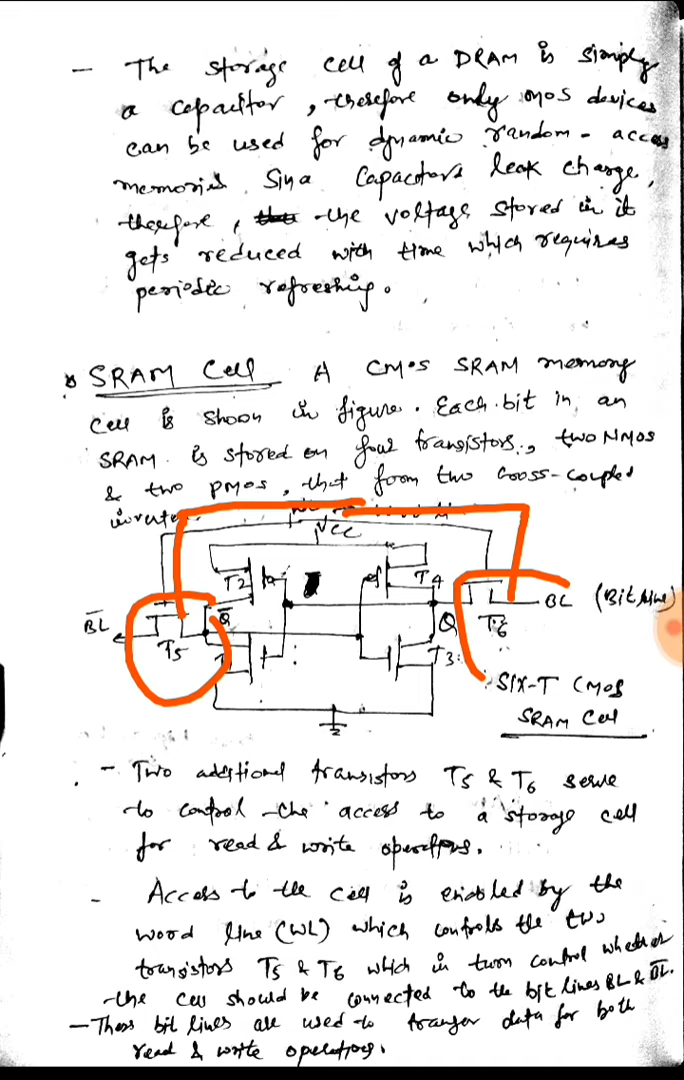 - The storage cell of a DRAM is simply
a capacitor, therefore only mos devices
can be used for dynamic random-access
memories. Since Capacitors leak charge,
therefore, the voltage stored in it
gets reduced with time which requires
periodic refreshing.
SRAM Cell A CMOS SRAM memory
Cell is shown in figure. Each bit in an
SRAM is stored on four transistors, two NMOS
& two PMOS, that form two cross-coupled
VCC
T2 T4
BL Q Q BL (Bit line)
T5 T3 T6
SIX-T CMOS
SRAM Cell
- Two additional transistors T5 & T6 serve
to control the access to a storage cell
for read & write operations.
- Access to the cell is enabled by the
word line (WL) which controls the two
transistors T5 & T6 which in turn control whether
the cell should be connected to the bit lines BL & BL.
- These bit lines are used to transfer data for both
read & write operations.